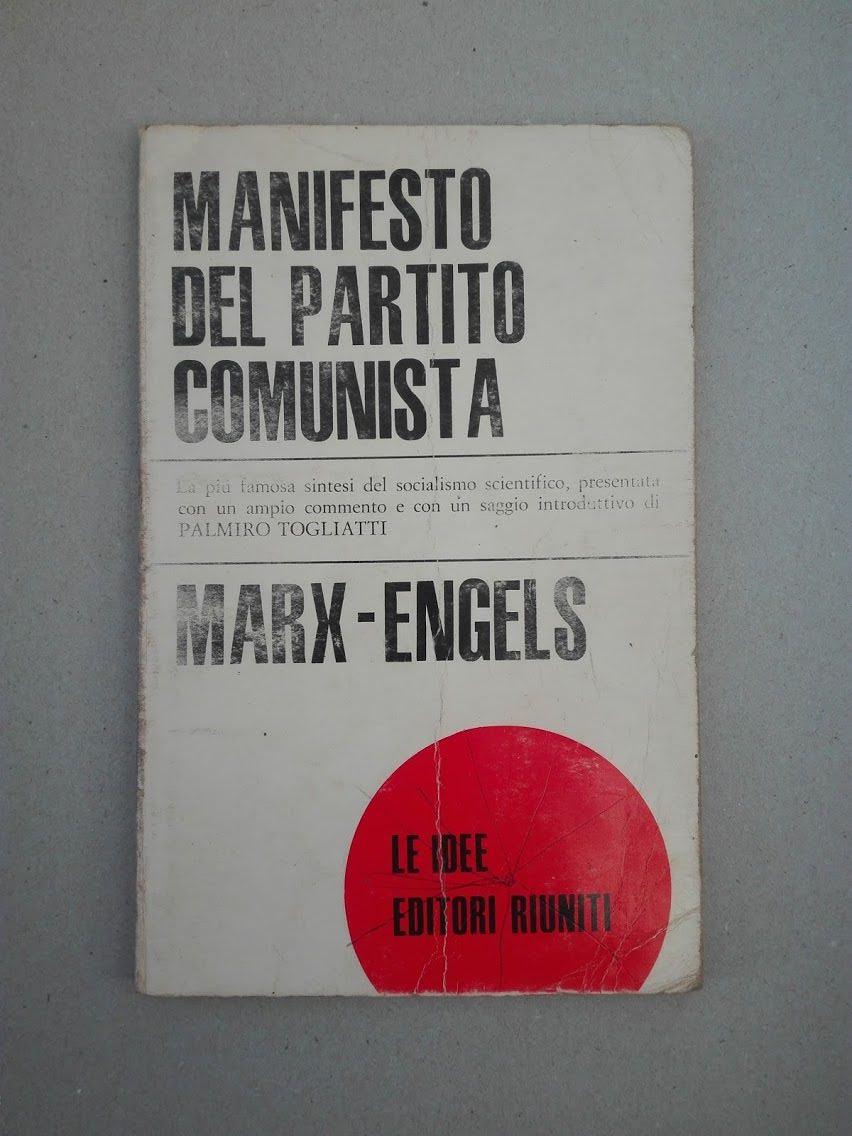 MANIFESTO
DEL PARTITO
COMUNISTA
La più famosa sintesi del socialismo scientifico, presentata
con un ampio commento e con un saggio introduttivo di
PALMIRO TOGLIATTI
MARX-ENGELS
LE IDEE
EDITORI RIUNITI